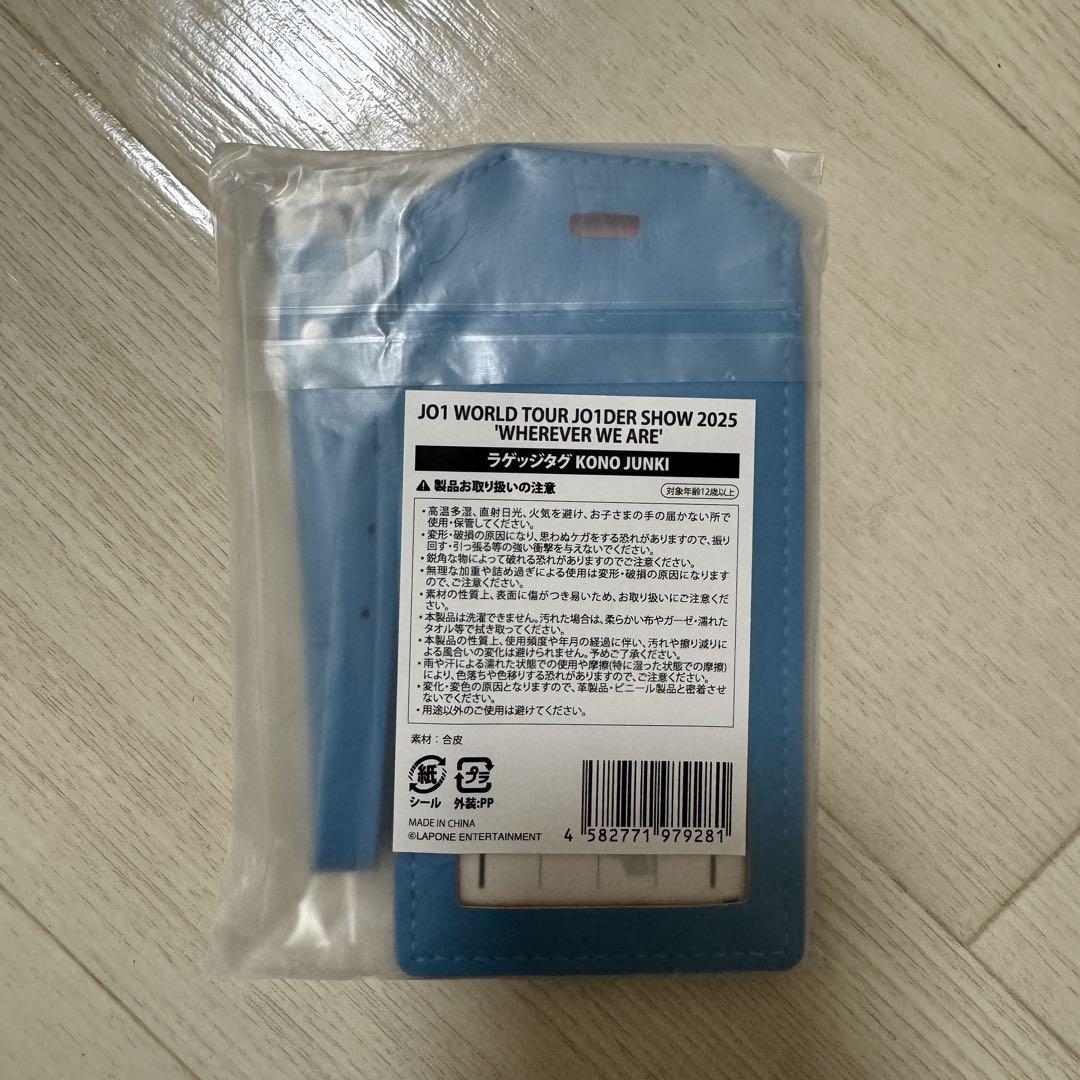 JO1 WORLD TOUR JO1DER SHOW 2025
'WHEREVER WE ARE'
ラゲッジタグ KONO JUNKI
製品お取り扱いの注意
対象年齢12歳以上
・高温多湿、直射日光、火気を避け、お子さまの手の届かない所で
使用・保管してください。
・変形・破損の原因になり、思わぬケガをする恐れがありますので、振り
回す・引っ張る等の強い衝撃を与えないでください。
・鋭角な物によって破れる恐れがありますのでご注意ください。
・無理な加重や詰め過ぎによる使用は変形・破損の原因になります
ので、ご注意ください。
・素材の性質上、表面に傷がつき易いため、お取り扱いにご注意くだ
さい。
・本製品は洗濯できません。汚れた場合は、柔らかい布やガーゼ・濡れた
タオル等で拭き取ってください。
・本製品の性質上、使用頻度や年月の経過に伴い、汚れや擦り減りに
よる風合いの変化は避けられません。予めご了承ください。
・雨や汗による濡れた状態での使用や摩擦(特に湿った状態での摩擦)
により、色落ちや色移りする恐れがありますので、ご注意ください。
・変化・変色の原因となりますので、革製品・ビニール製品と密着させ
ないでください。
・用途以外のご使用は避けてください。
素材：合皮
紙
シール
プラ
外装:PP
MADE IN CHINA
©LAPONE ENTERTAINMENT
4 582771 979281